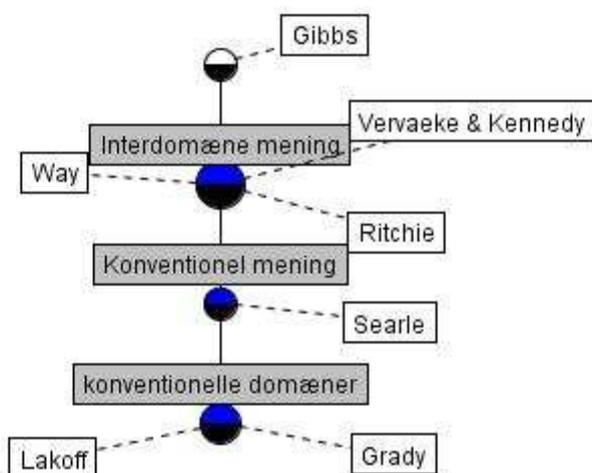 Gibbs
Vervaeke & Kennedy
Interdomæne mening
Way
Ritchie
Konventionel mening
Searle
konventionelle domæner
Lakoff
Grady